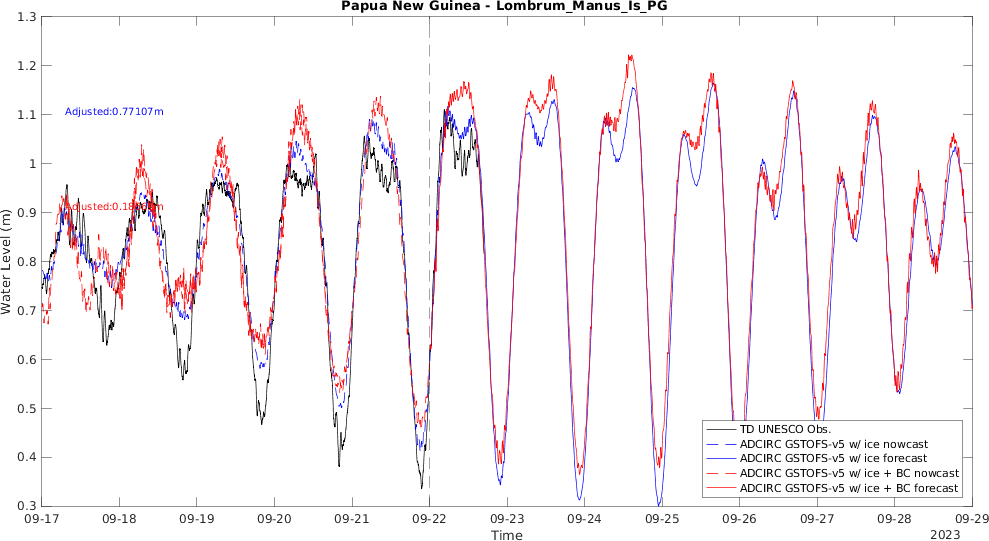 Papua New Guinea - Lombrum_Manus_Is_PG
1.3
1.2
1.1
1
0.9
0.8
0.7
0.6
0.5
0.4
0.3
Water Level (m)
Adjusted:0.77107m
TD UNESCO Obs.
ADCIRC GSTOFS-v5 w/ ice nowcast
ADCIRC GSTOFS-v5 w/ ice forecast
ADCIRC GSTOFS-v5 w/ ice + BC nowcast
ADCIRC GSTOFS-v5 w/ ice + BC forecast
09-17 09-18 09-19 09-20 09-21 09-22 09-23 09-24 09-25 09-26 09-27 09-28 09-29
Time
2023